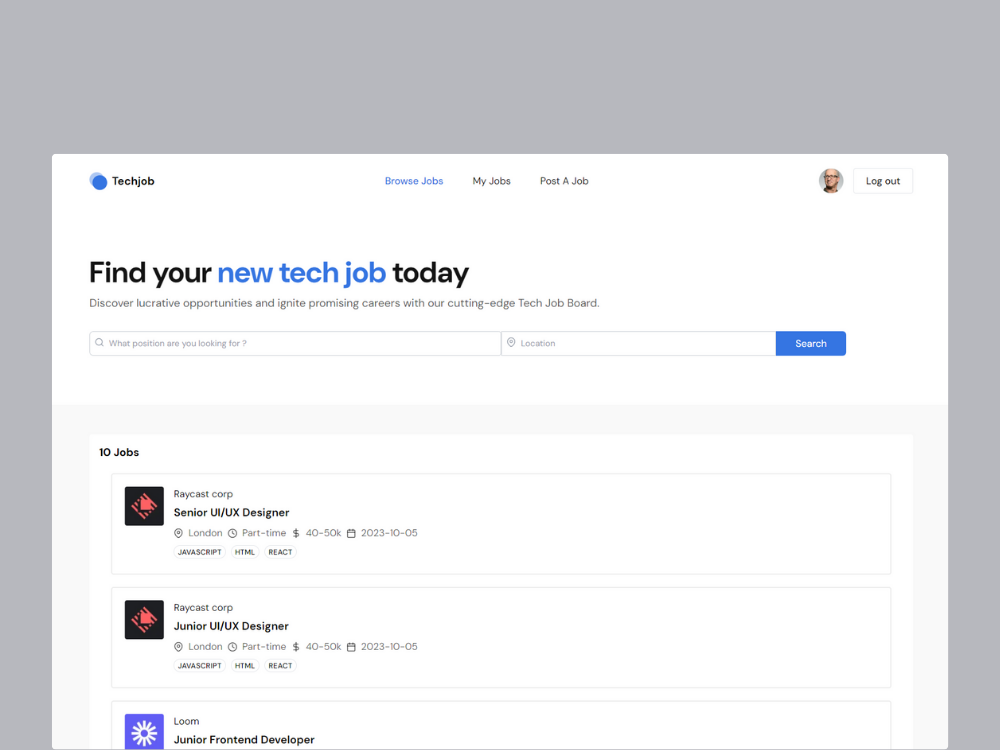 Techjob
Browse Jobs
My Jobs
Post A Job
Log out
Find your new tech job today
Discover lucrative opportunities and ignite promising careers with our cutting-edge Tech Job Board.
What position are you looking for ?
Location
Search
10 Jobs
Raycast corp
Senior UI/UX Designer
London Part-time $ 40-50k 2023-10-05
JAVASCRIPT HTML REACT
Raycast corp
Junior UI/UX Designer
London Part-time $ 40-50k 2023-10-05
JAVASCRIPT HTML REACT
Loom
Junior Frontend Developer